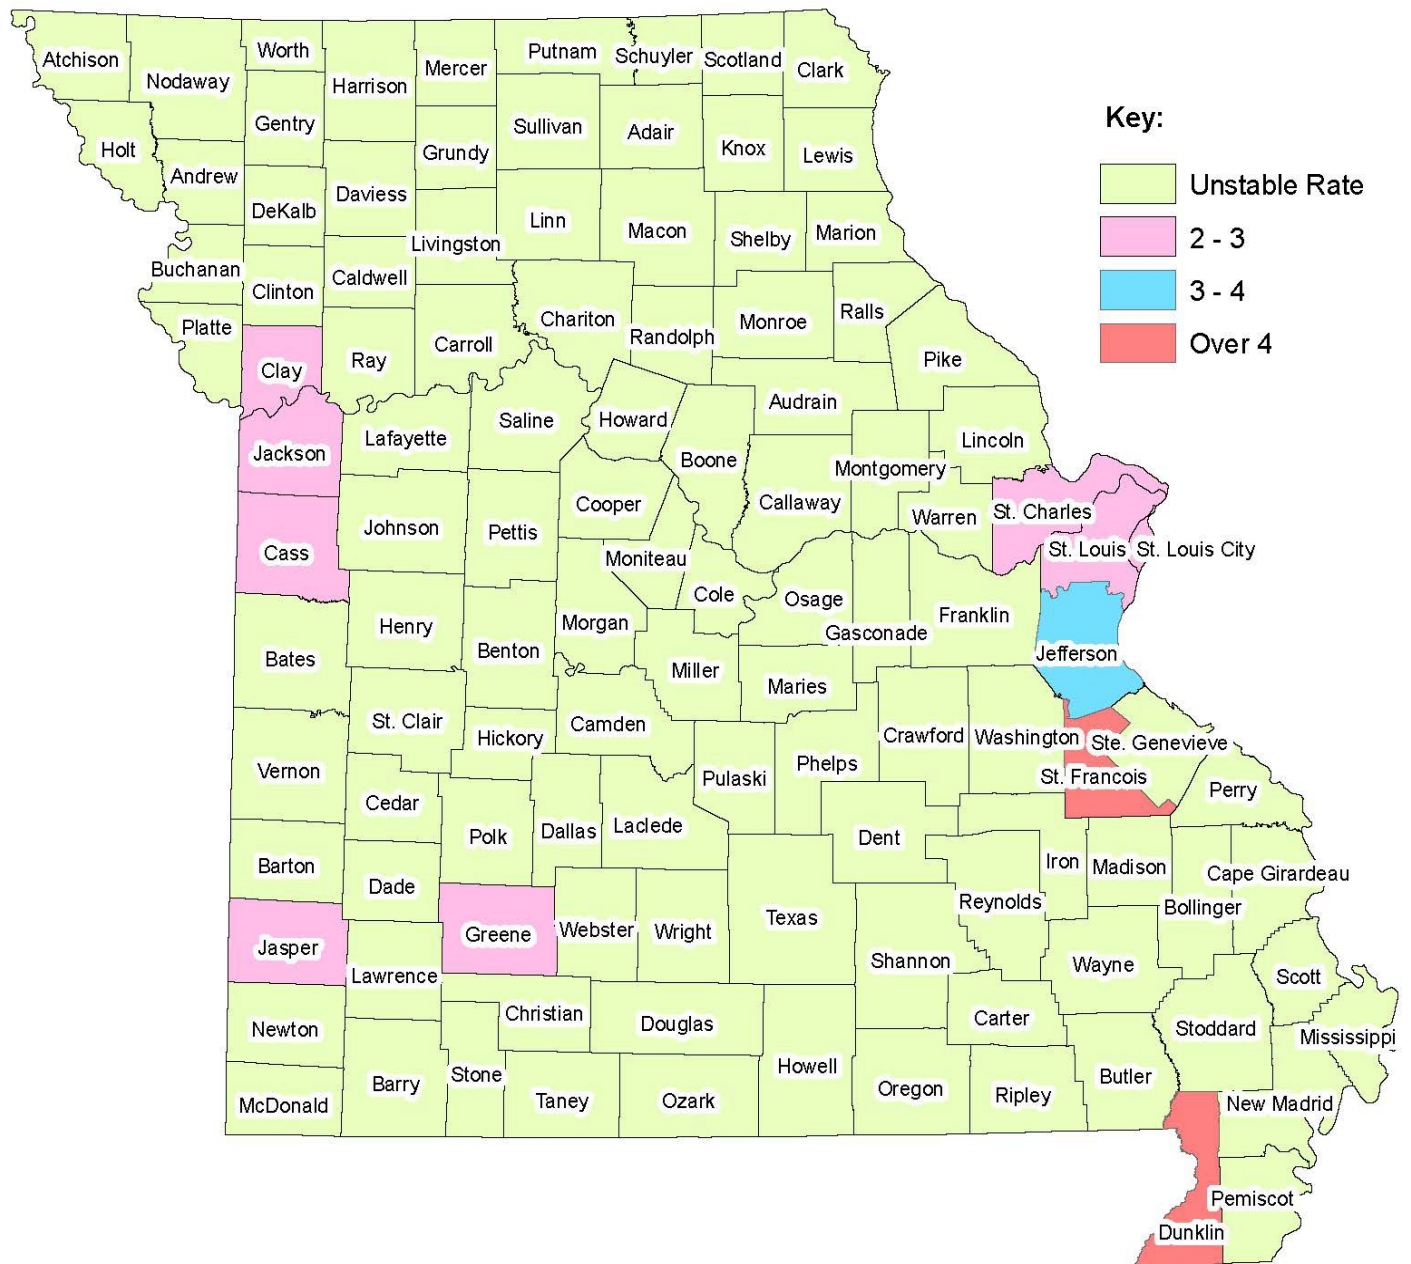 Atchison
Nodaway
Worth
Harrison
Mercer
Putnam
Schuyler
Scotland
Clark
Gentry
Holt
Andrew
DeKalb
Daviess
Grundy
Sullivan
Adair
Knox
Lewis
Key:
Unstable Rate
2 - 3
3 - 4
Over 4
Buchanan
Clinton
Caldwell
Livingston
Linn
Macon
Shelby
Marion
Platte
Clay
Ray
Carroll
Chariton
Randolph
Monroe
Ralls
Pike
Jackson
Lafayette
Saline
Howard
Boone
Audrain
Montgomery
Lincoln
Cass
Johnson
Pettis
Cooper
Moniteau
Callaway
Warren
St. Charles
St. Louis
St. Louis City
Bates
Henry
Benton
Morgan
Cole
Osage
Gasconade
Franklin
Jefferson
Miller
Maries
Vernon
St. Clair
Hickory
Camden
Pulaski
Phelps
Crawford
Washington
Ste. Genevieve
St. Francois
Perry
Barton
Cedar
Polk
Dallas
Laclede
Dent
Iron
Madison
Cape Girardeau
Bollinger
Reynolds
Dade
Jasper
Greene
Webster
Wright
Texas
Shannon
Wayne
Scott
Lawrence
Newton
Christian
Douglas
Carter
Stoddard
Mississippi
McDonald
Barry
Stone
Taney
Ozark
Howell
Oregon
Ripley
Butler
New Madrid
Pemiscot
Dunklin